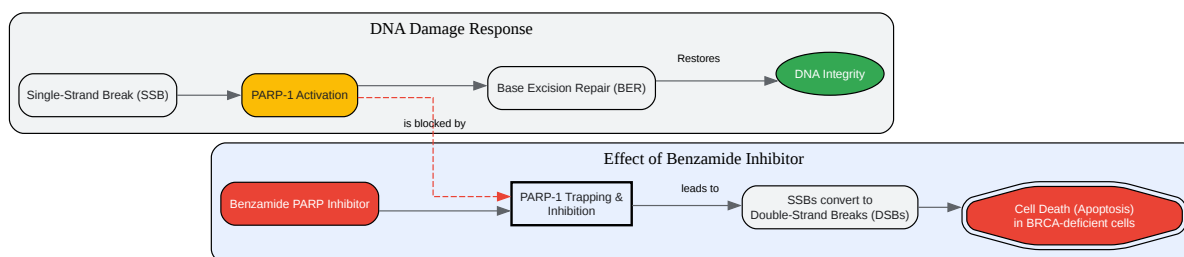 DNA Damage Response
Single-Strand Break (SSB)
PARP-1 Activation
Base Excision Repair (BER)
Restores
DNA Integrity
is blocked by
Effect of Benzamide Inhibitor
Benzamide PARP Inhibitor
PARP-1 Trapping &
Inhibition
leads to
SSBs convert to
Double-Strand Breaks (DSBs)
Cell Death (Apoptosis)
in BRCA-deficient cells